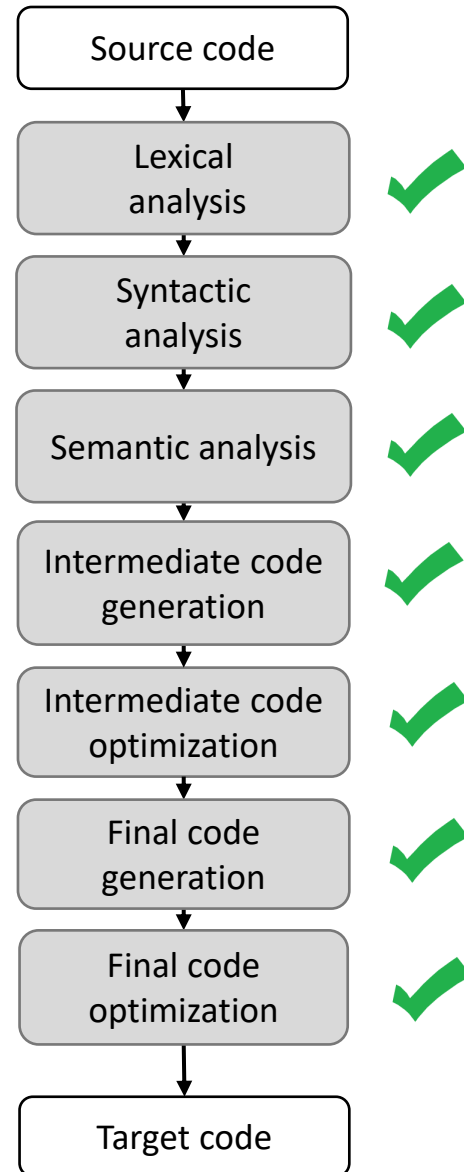 Source code
Lexical
analysis
Syntactic
analysis
Semantic analysis
Intermediate code
generation
Intermediate code
optimization
Final code
generation
Final code
optimization
Target code